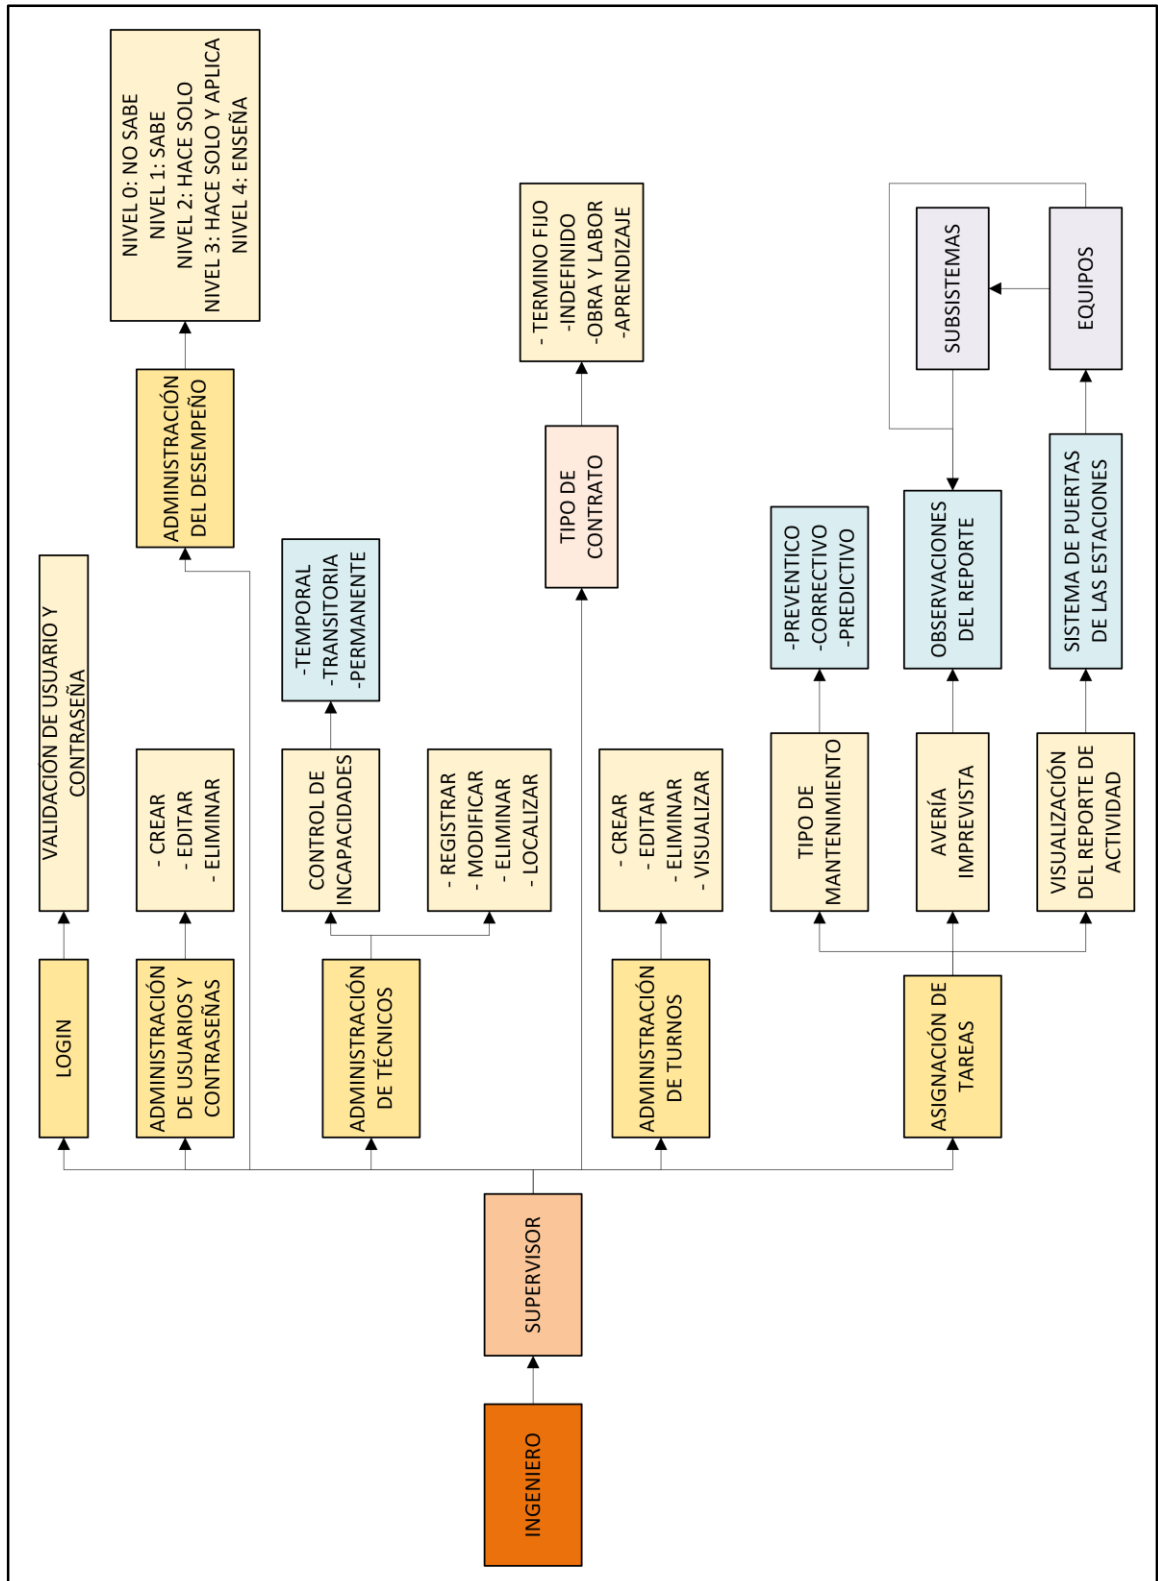 INGENIERO
SUPERVISOR
LOGIN
VALIDACIÓN DE USUARIO Y
CONTRASEÑA
ADMINISTRACIÓN
DE USUARIOS Y
CONTRASEÑAS
- CREAR
- EDITAR
- ELIMINAR
ADMINISTRACIÓN
DEL DESEMPEÑO
NIVEL 0: NO SABE
NIVEL 1: SABE
NIVEL 2: HACE SOLO
NIVEL 3: HACE SOLO Y APLICA
NIVEL 4: ENSEÑA
ADMINISTRACIÓN
DE TÉCNICOS
CONTROL DE
INCAPACIDADES
-TEMPORAL
-TRANSITORIA
-PERMANENTE
- REGISTRAR
- MODIFICAR
- ELIMINAR
- LOCALIZAR
TIPO DE
CONTRATO
- TERMINO FIJO
-INDEFINIDO
-OBRA Y LABOR
-APRENDIZAJE
ADMINISTRACIÓN
DE TURNOS
- CREAR
- EDITAR
- ELIMINAR
- VISUALIZAR
ASIGNACIÓN DE
TAREAS
TIPO DE
MANTENIMIENTO
-PREVENTICO
-CORRECTIVO
-PREDICTIVO
AVERÍA
IMPREVISTA
OBSERVACIONES
DEL REPORTE
SUBSISTEMAS
VISUALIZACIÓN
DEL REPORTE DE
ACTIVIDAD
SISTEMA DE PUERTAS
DE LAS ESTACIONES
EQUIPOS